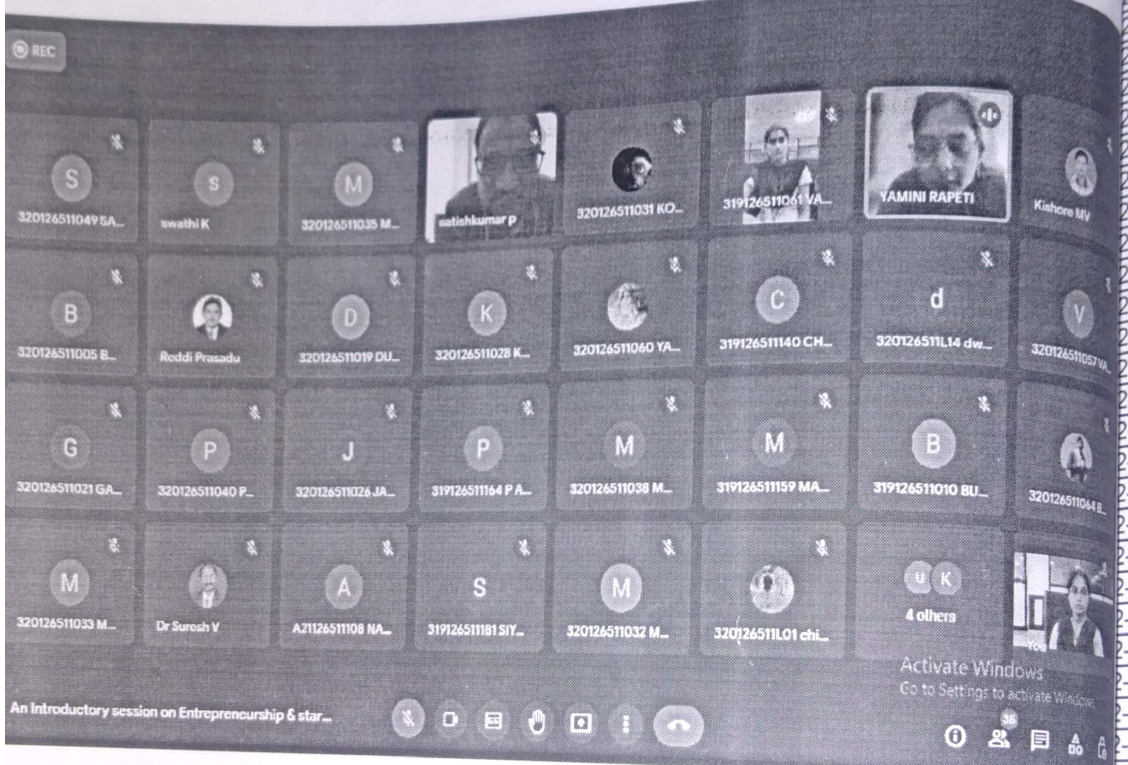 REC
S
320126511049 SA...
s
swathi K
M
320126511035 M...
satishkumar p
320126511031 KO...
319126511061 VA...
YAMINI RAPETI
Kishore MV
B
320126511005 B...
Reddi Prasadu
D
320126511019 DU...
K
320126511028 K...
320126511060 YA...
C
319126511140 CH...
d
320126511L14 dw...
V
320126511057 VA...
G
320126511021 GA...
P
320126511040 P...
J
320126511026 JA...
P
319126511164 P A...
M
320126511038 M...
M
319126511159 MA...
B
319126511010 BU...
320126511064 B...
M
320126511033 M...
Dr Suresh V
A
A21126511108 NA...
S
319126511181 SIY...
M
320126511032 M...
320126511L01 chi...
u K
4 others
You
Activate Windows
Go to Settings to activate Windows.
An Introductory session on Entrepreneurship & star...
36